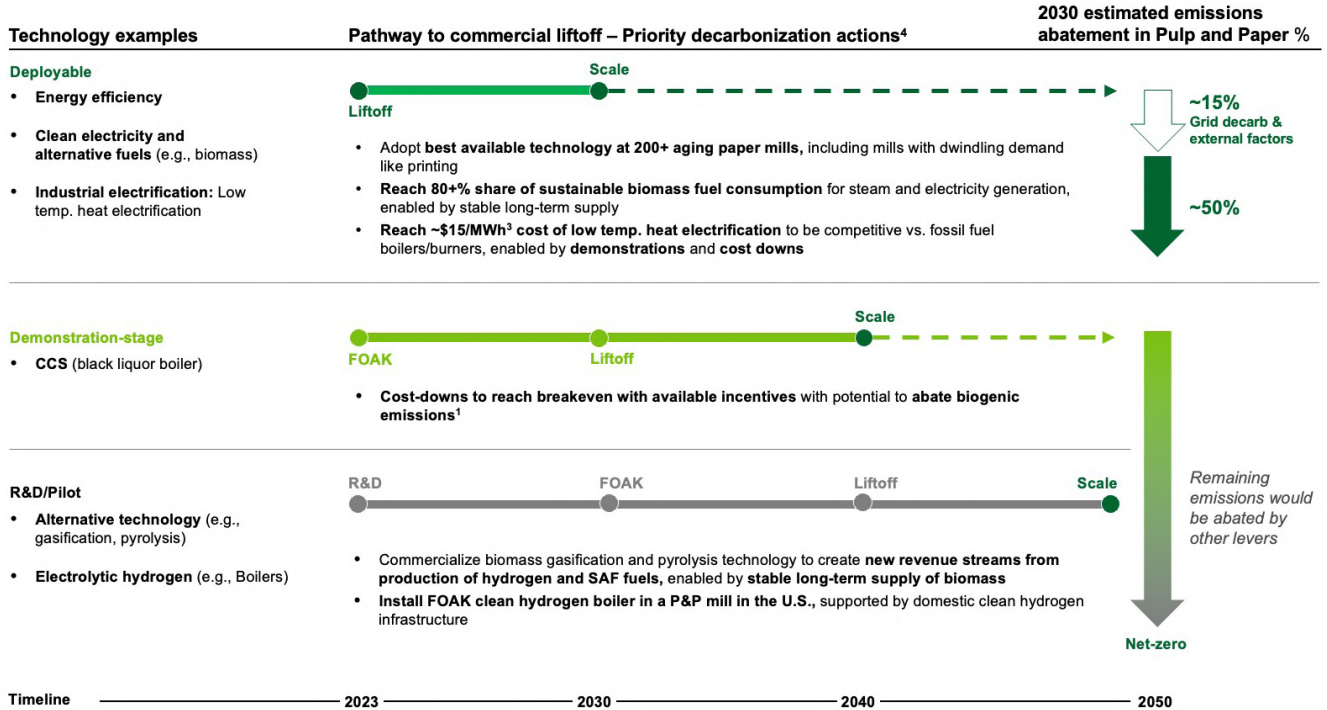 Technology examples
Pathway to commercial liftoff – Priority decarbonization actions⁴
2030 estimated emissions
abatement in Pulp and Paper %
Deployable
• Energy efficiency
• Clean electricity and
alternative fuels (e.g., biomass)
• Industrial electrification: Low
temp. heat electrification
Scale
Liftoff
• Adopt best available technology at 200+ aging paper mills, including mills with dwindling demand
like printing
• Reach 80+% share of sustainable biomass fuel consumption for steam and electricity generation,
enabled by stable long-term supply
• Reach ~$15/MWh³ cost of low temp. heat electrification to be competitive vs. fossil fuel
boilers/burners, enabled by demonstrations and cost downs
~15%
Grid decarb &
external factors
~50%
Demonstration-stage
• CCS (black liquor boiler)
Scale
FOAK
Liftoff
• Cost-downs to reach breakeven with available incentives with potential to abate biogenic
emissions¹
R&D/Pilot
• Alternative technology (e.g.,
gasification, pyrolysis)
• Electrolytic hydrogen (e.g., Boilers)
R&D
FOAK
Liftoff
Scale
• Commercialize biomass gasification and pyrolysis technology to create new revenue streams from
production of hydrogen and SAF fuels, enabled by stable long-term supply of biomass
• Install FOAK clean hydrogen boiler in a P&P mill in the U.S., supported by domestic clean hydrogen
infrastructure
Remaining
emissions would
be abated by
other levers
Net-zero
Timeline
2023
2030
2040
2050